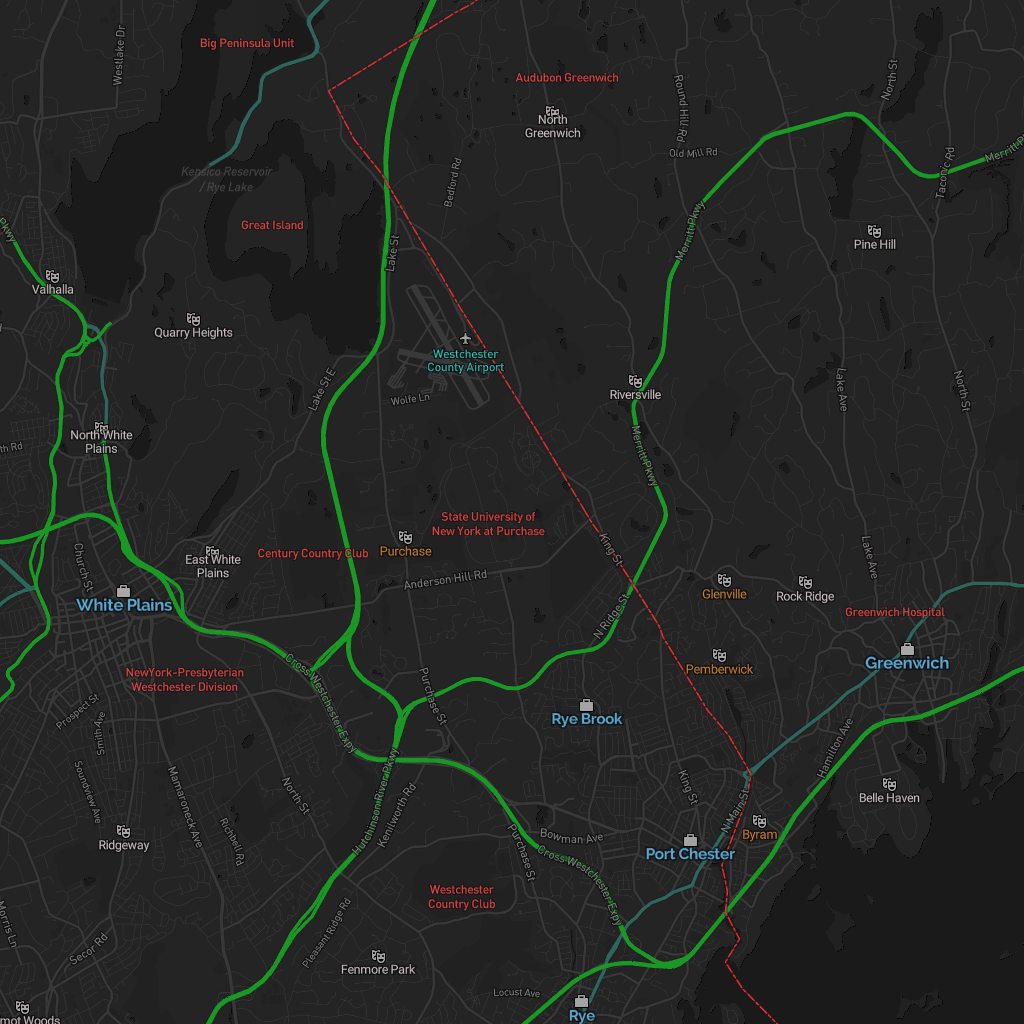 Westlake Dr
Big Peninsula Unit
Audubon Greenwich
North
Greenwich
Round Hill Rd
North St
Old Mill Rd
Merritt P
Taconic Rd
Kensico Reservoir
/ Rye Lake
Bedford Rd
Great Island
Pkwy
Merritt Pkwy
Pine Hill
Lake St
Valhalla
Quarry Heights
Westchester
County Airport
Lake St E
Wolfe Ln
Riversville
Lake Ave
North St
North White
Plains
th Rd
Merritt Pkwy
State University of
New York at Purchase
Purchase
Century Country Club
East White
Plains
Church St
King St
Lake Ave
Anderson Hill Rd
Glenville
Rock Ridge
White Plains
N Ridge St
Greenwich Hospital
Greenwich
NewYork-Presbyterian
Westchester Division
Cross Westchester Expy
Pemberwick
Purchase St
Prospect St
Smith Ave
Rye Brook
Hamilton Ave
Soundview Ave
Mamaroneck Ave
North St
Hutchinson River Pkwy
Kenilworth Rd
King St
N Main St
Belle Haven
Ridgeway
Richbell Rd
Purchase St
Bowman Ave
Byram
Port Chester
Cross Westchester Expy
Westchester
Country Club
Morris Ln
Secor Rd
Pleasant Ridge Rd
Fenmore Park
Locust Ave
mot Woods
Rye